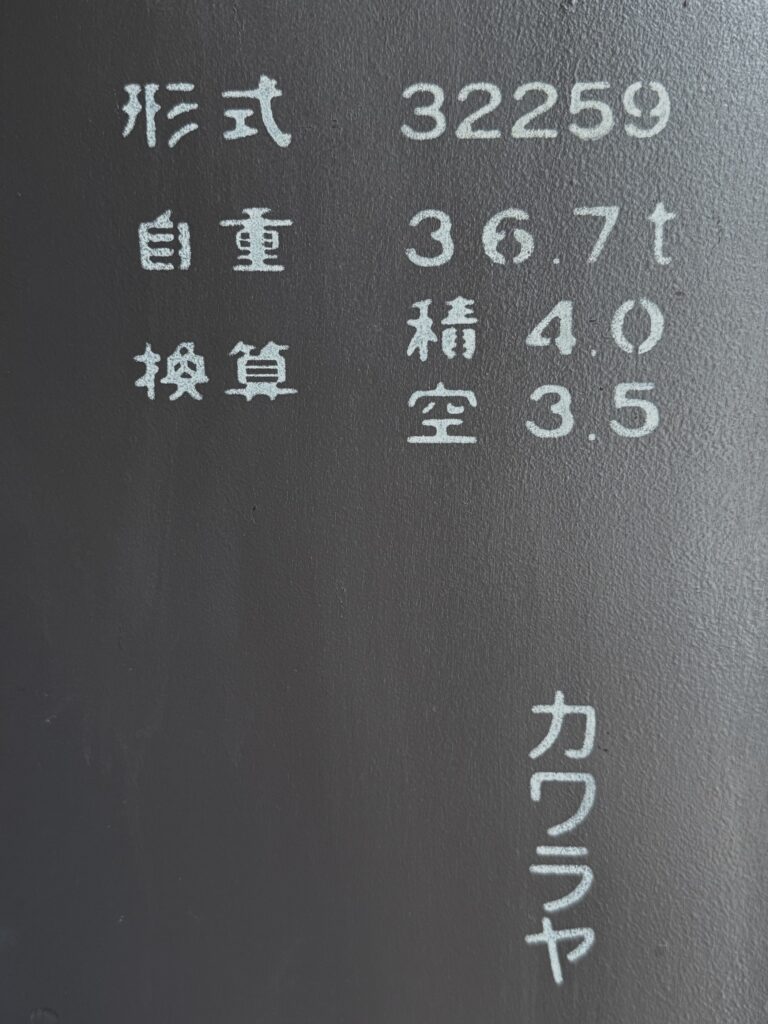 形式 32259
自重 36.7t
換算 積 4.0
空 3.5
カワラヤ